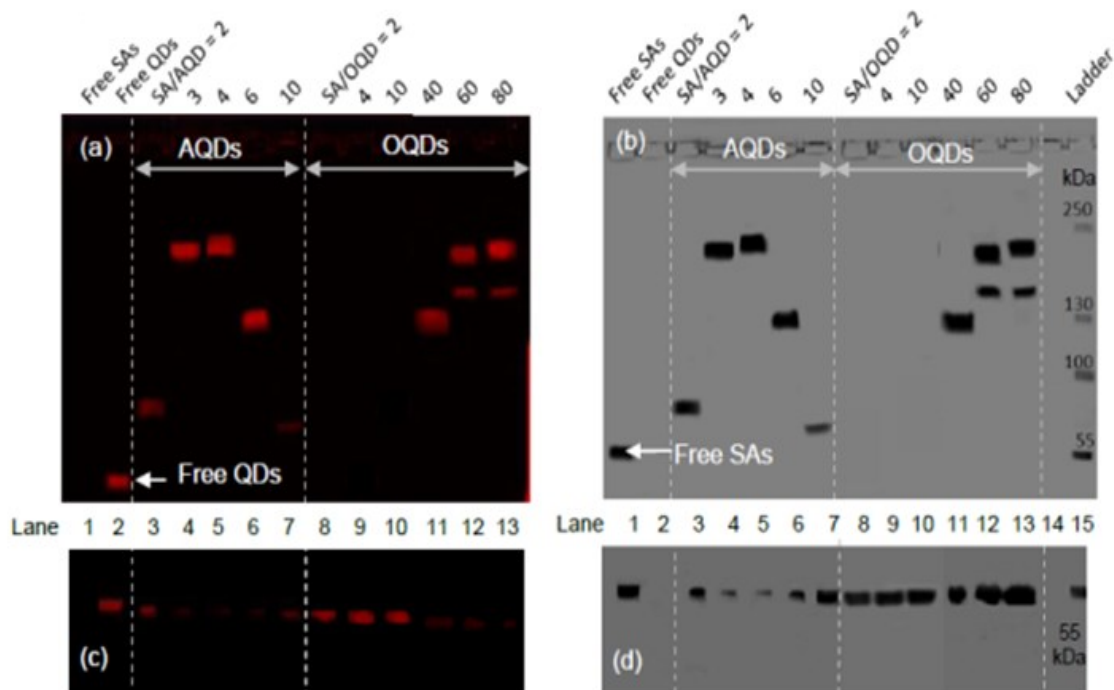 Free SAs Free QDs SA/AQD = 2 3 4 6 10 SA/OQD = 2 4 10 40 60 80
(a) AQDs OQDs
Free QDs
Free SAs Free QDs SA/AQD = 2 3 4 6 10 SA/OQD = 2 4 10 40 60 80 Ladder
(b) AQDs OQDs
kDa
250
130
100
55
Free SAs
Lane 1 2 3 4 5 6 7 8 9 10 11 12 13
Lane 1 2 3 4 5 6 7 8 9 10 11 12 13 14 15
(c)
(d)
55
kDa